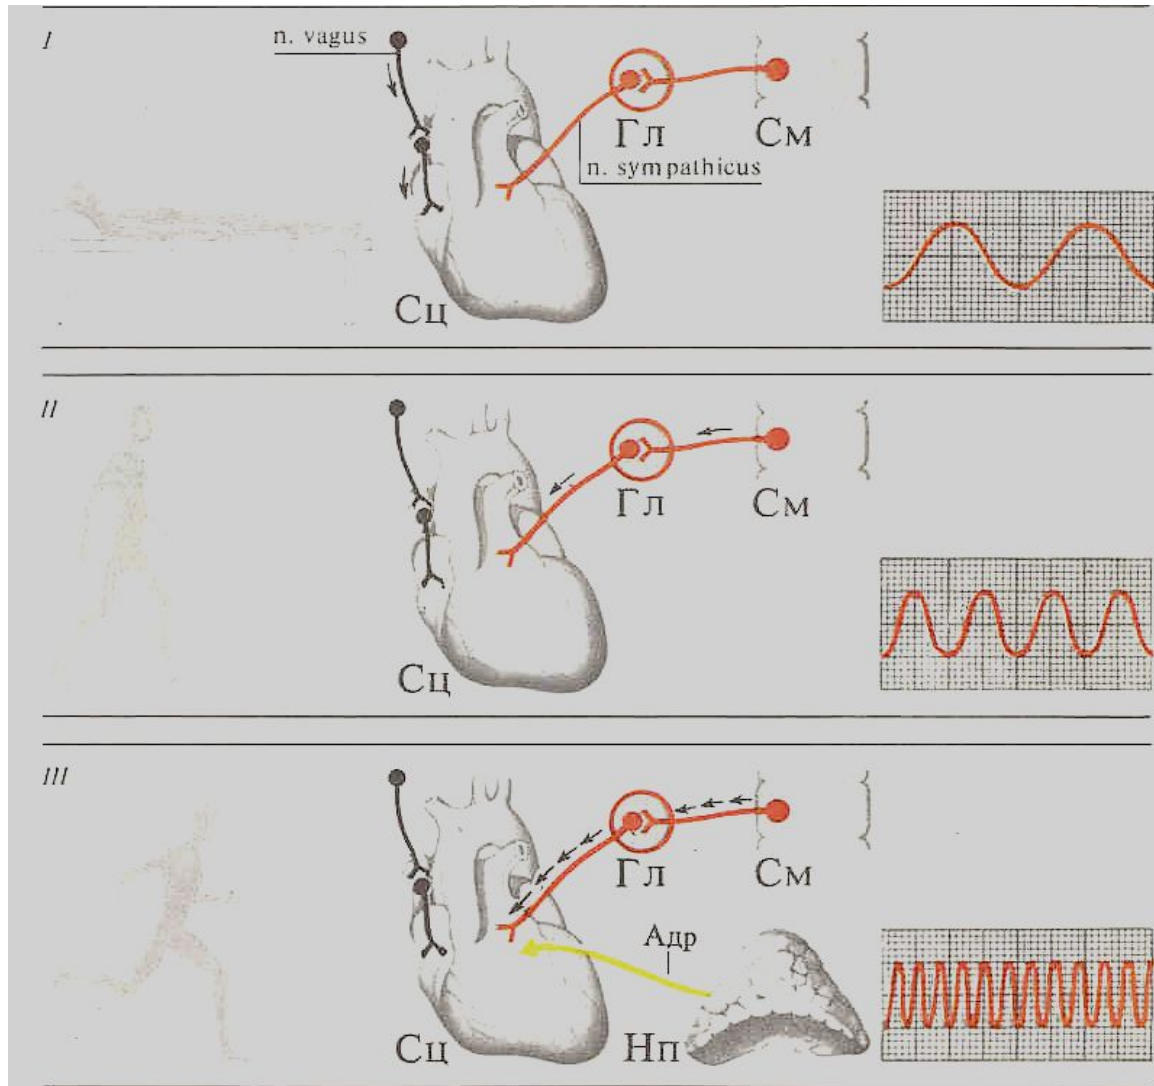 I
n. vagus
Гл
См
n. sympathicus
Сц
II
Гл
См
Сц
III
Гл
См
Адр
Сц
Нп